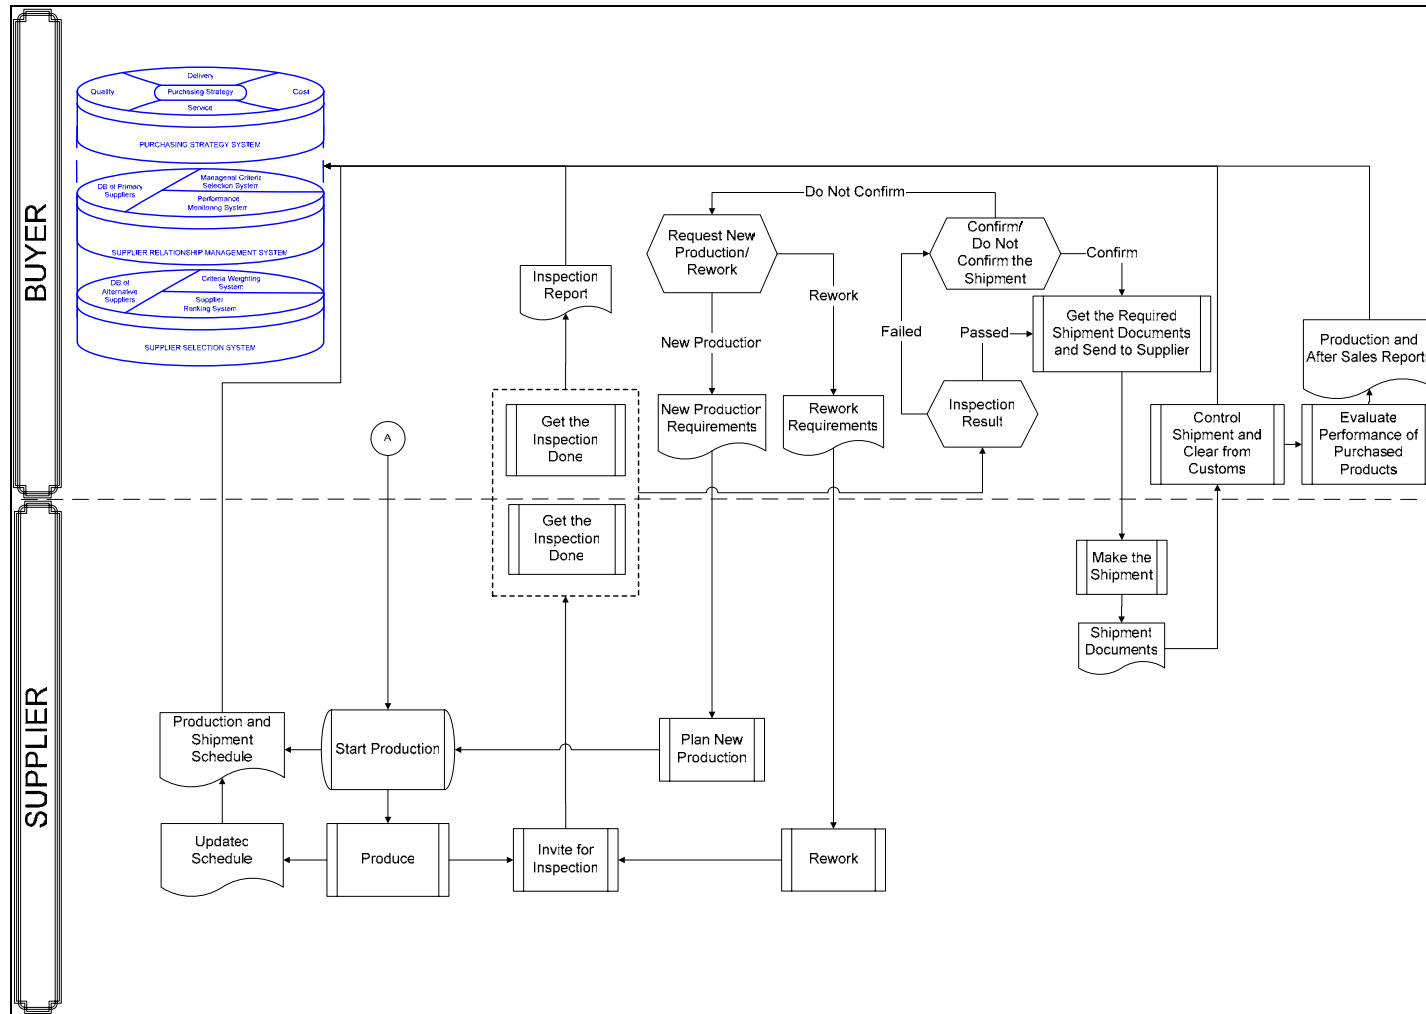 BUYER
SUPPLIER
Delivery
Quality
Purchasing Strategy
Cost
Service
PURCHASING STRATEGY SYSTEM
DB of Primary
Suppliers
Managerial Criteria
Selection System
Performance
Monitoring System
SUPPLIER RELATIONSHIP MANAGEMENT SYSTEM
DB of
Alternative
Suppliers
Criteria Weighting
System
Supplier
Ranking System
SUPPLIER SELECTION SYSTEM
Inspection
Report
Do Not Confirm
Request New
Production/
Rework
Confirm/
Do Not
Confirm the
Shipment
Confirm
Rework
New Production
Failed
Passed
Get the Required
Shipment Documents
and Send to Supplier
Production and
After Sales Reports
New Production
Requirements
Rework
Requirements
Inspection
Result
Get the
Inspection
Done
A
Control
Shipment and
Clear from
Customs
Evaluate
Performance of
Purchased
Products
Get the
Inspection
Done
Make the
Shipment
Shipment
Documents
Production and
Shipment
Schedule
Start Production
Plan New
Production
Updated
Schedule
Produce
Invite for
Inspection
Rework